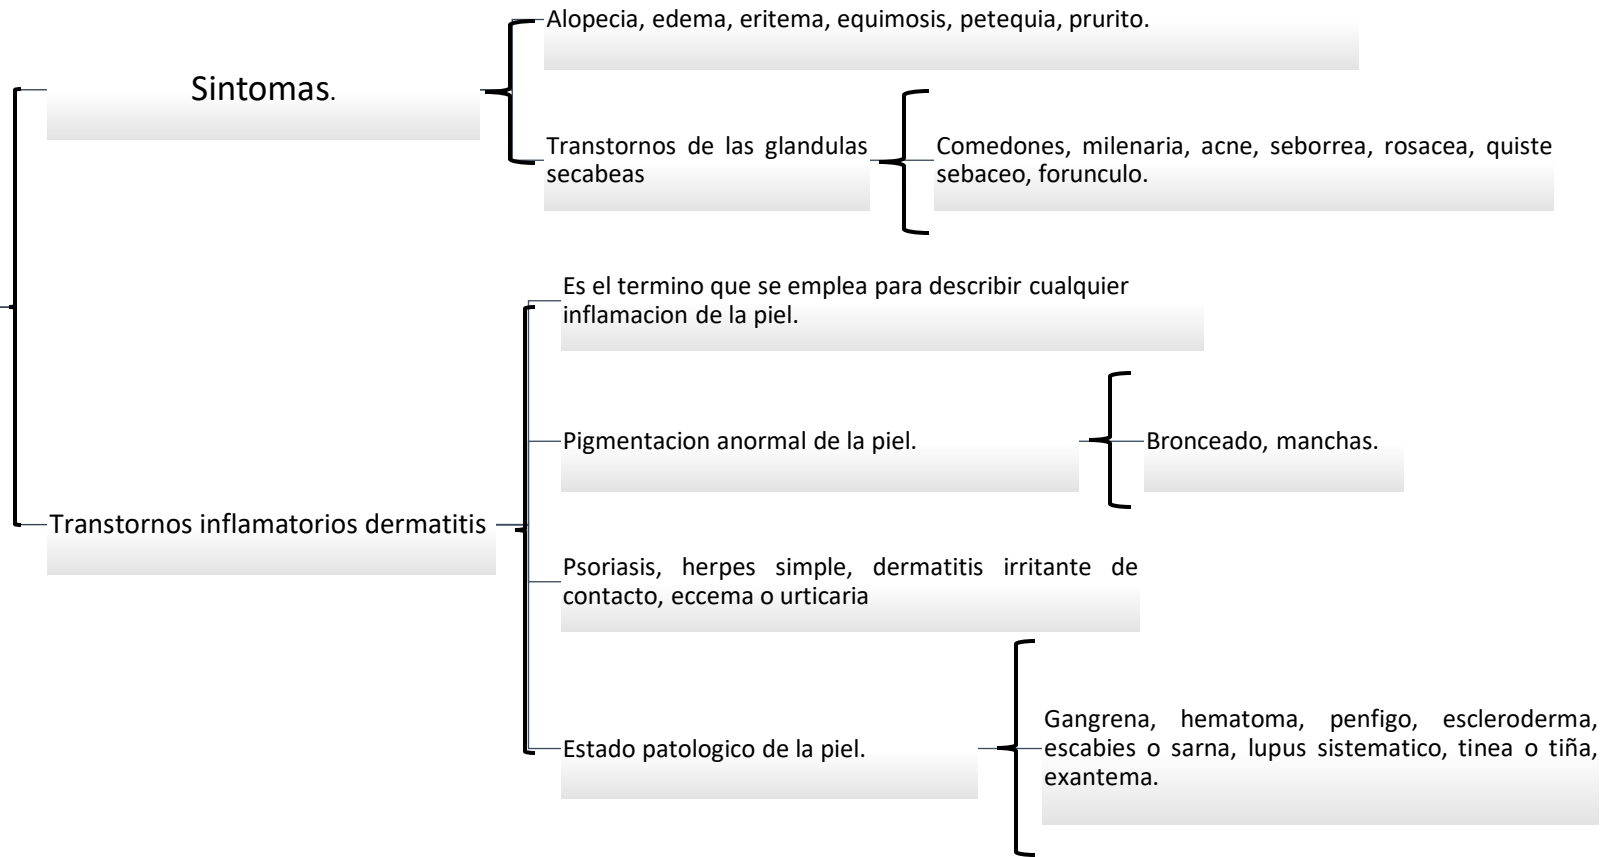 Alopecia, edema, eritema, equimosis, petequia, prurito.
Sintomas.
Transtornos de las glandulas
secabeas
Comedones, milenaria, acne, seborrea, rosacea, quiste
sebaceo, forunculo.
Es el termino que se emplea para describir cualquier
inflamacion de la piel.
Pigmentacion anormal de la piel.
Bronceado, manchas.
Transtornos inflamatorios dermatitis
Psoriasis, herpes simple, dermatitis irritante de
contacto, eccema o urticaria
Estado patologico de la piel.
Gangrena, hematoma, penfigo, escleroderma,
escabies o sarna, lupus sistematico, tinea o tiña,
exantema.